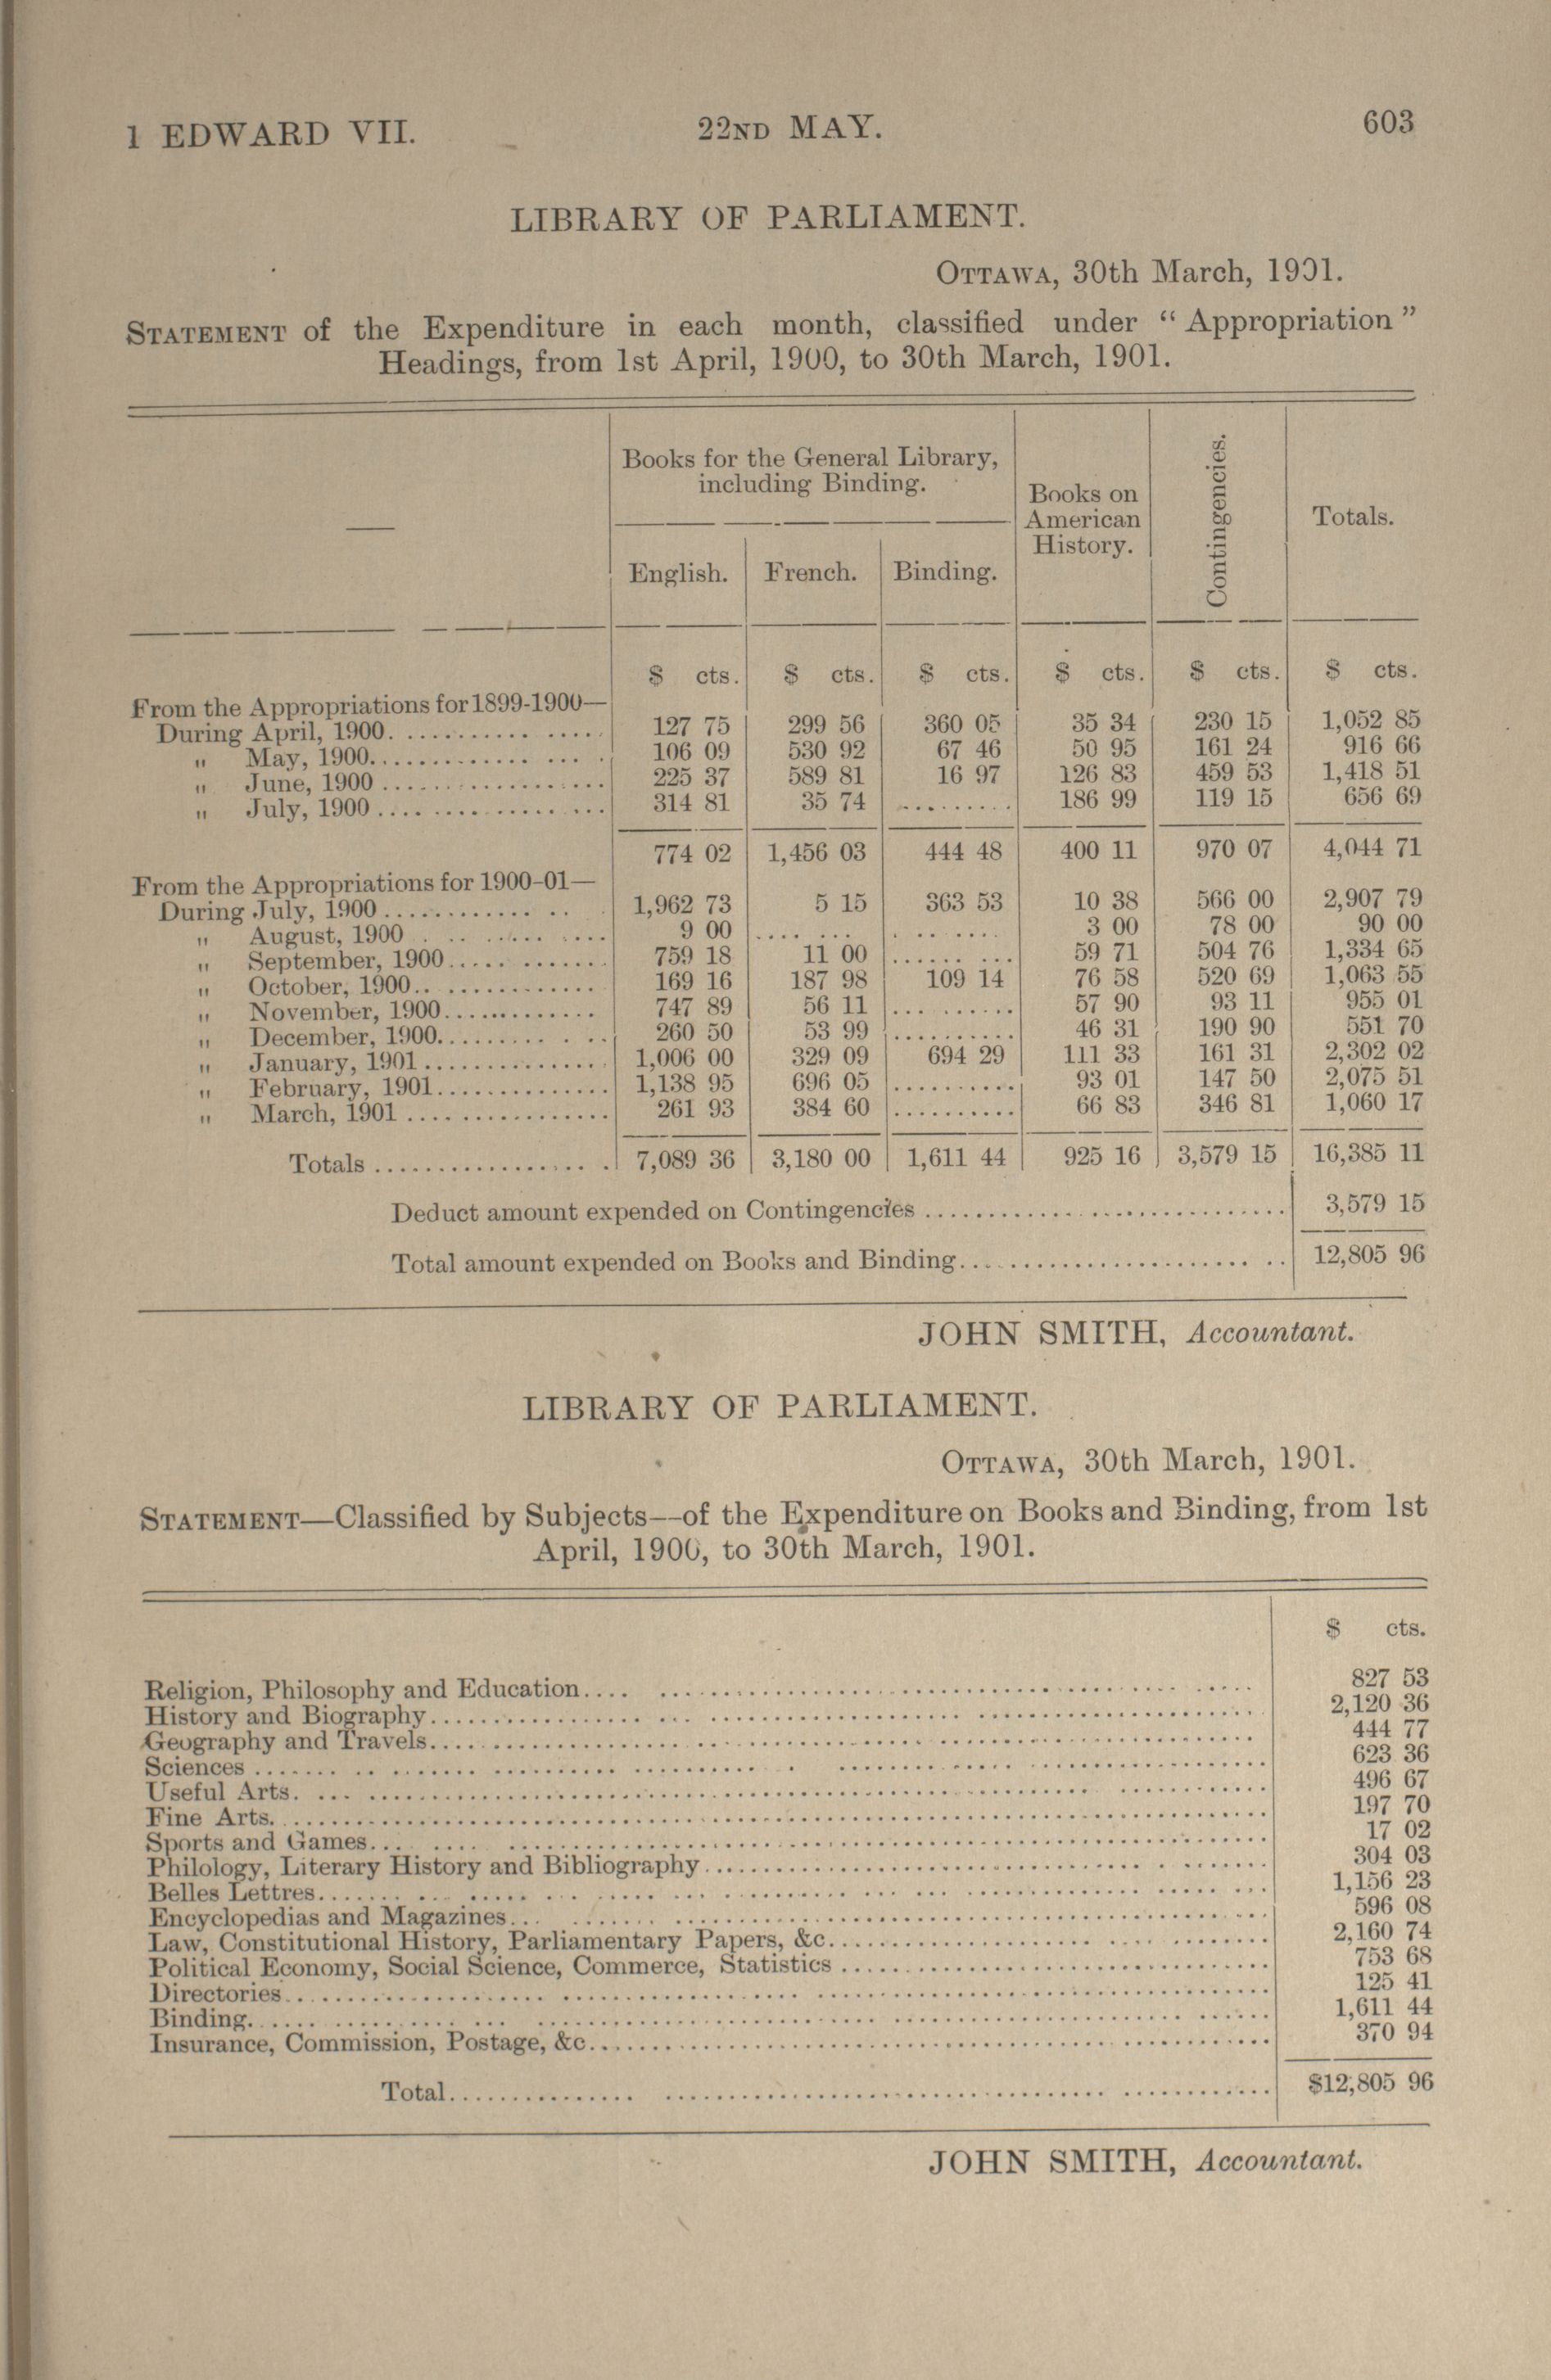 1 EDWARD VII. 22ND MAY. 603
LIBRARY OF PARLIAMENT.
OTTAWA, 30th March, 1901.
STATEMENT of the Expenditure in each month, classified under "Appropriation"
Headings, from 1st April, 1900, to 30th March, 1901.
Books for the General Library,
including Binding.
Books on
American
History.
Contingencies.
Totals.
English. French. Binding.
$ cts. $ cts. $ cts. $ cts. $ cts. $ cts.
From the Appropriations for 1899-1900—
During April, 1900 127 75 299 56 360 05 35 34 230 15 1,052 85
" May, 1900 106 09 530 92 67 46 50 95 161 24 916 66
" June, 1900 225 37 589 81 16 97 126 83 459 53 1,418 51
" July, 1900 314 81 35 74 186 99 119 15 656 69
774 02 1,456 03 444 48 400 11 970 07 4,044 71
From the Appropriations for 1900-01—
During July, 1900 1,962 73 5 15 363 53 10 38 566 00 2,907 79
" August, 1900 9 00 3 00 78 00 90 00
" September, 1900 759 18 11 00 59 71 504 76 1,334 65
" October, 1900 169 16 187 98 109 14 76 58 520 69 1,063 55
" November, 1900 747 89 56 11 57 90 93 11 955 01
" December, 1900 260 50 53 99 46 31 190 90 551 70
" January, 1901 1,006 00 329 09 694 29 111 33 161 31 2,302 02
" February, 1901 1,138 95 696 05 93 01 147 50 2,075 51
" March, 1901 261 93 384 60 66 83 346 81 1,060 17
Totals 7,089 36 3,180 00 1,611 44 925 16 3,579 15 16,385 11
Deduct amount expended on Contingencies 3,579 15
Total amount expended on Books and Binding 12,805 96
JOHN SMITH, Accountant.
LIBRARY OF PARLIAMENT.
OTTAWA, 30th March, 1901.
STATEMENT—Classified by Subjects—of the Expenditure on Books and Binding, from 1st
April, 1900, to 30th March, 1901.
$ cts.
Religion, Philosophy and Education 827 53
History and Biography 2,120 36
Geography and Travels 444 77
Sciences 623 36
Useful Arts 496 67
Fine Arts 197 70
Sports and Games 17 02
Philology, Literary History and Bibliography 304 03
Belles Lettres 1,156 23
Encyclopedias and Magazines 596 08
Law, Constitutional History, Parliamentary Papers, &c 2,160 74
Political Economy, Social Science, Commerce, Statistics 753 68
Directories 125 41
Binding 1,611 44
Insurance, Commission, Postage, &c 370 94
Total $12,805 96
JOHN SMITH, Accountant.